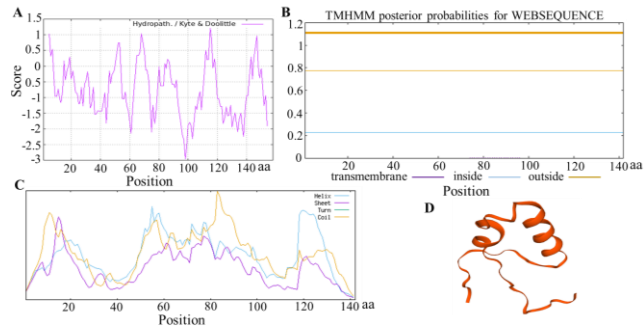 A
Hydropath. / Kyte & Doolittle
1.5
1
0.5
0
-0.5
-1
-1.5
-2
-2.5
-3
Score
20 40 60 80 100 120 140 aa
Position
B
TMHMM posterior probabilities for WEBSEQUENCE
1.2
1
0.8
0.6
0.4
0.2
0
20 40 60 80 100 120 140 aa
transmembrane inside outside
Position
C
Helix
Sheet
Turn
Coil
0 20 40 60 80 100 120 140 aa
Position
D